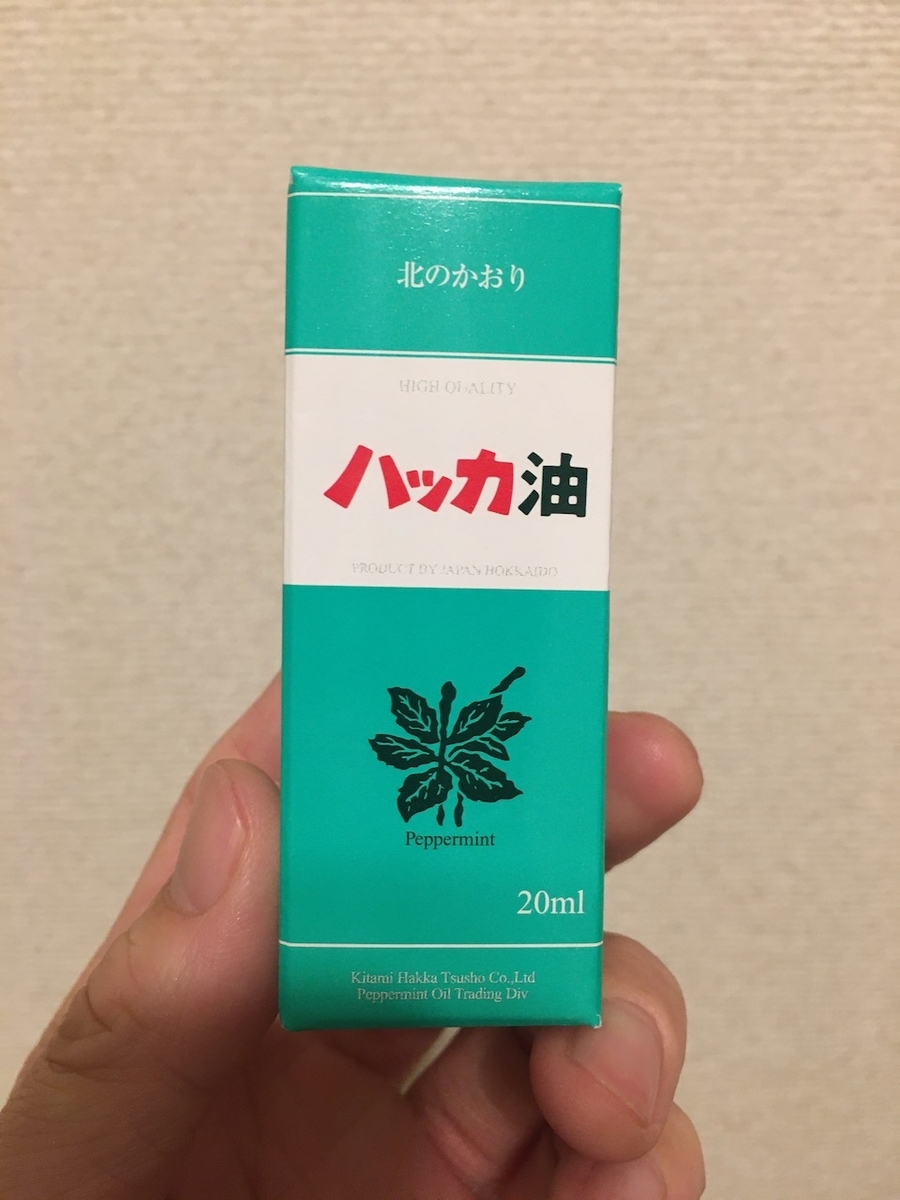 北のかおり
HIGH QUALITY
ハッカ油
PRODUCT BY JAPAN HOKKAIDO
Peppermint
20ml
Kitami Hakka Tsusho Co.,Ltd
Peppermint Oil Trading Div